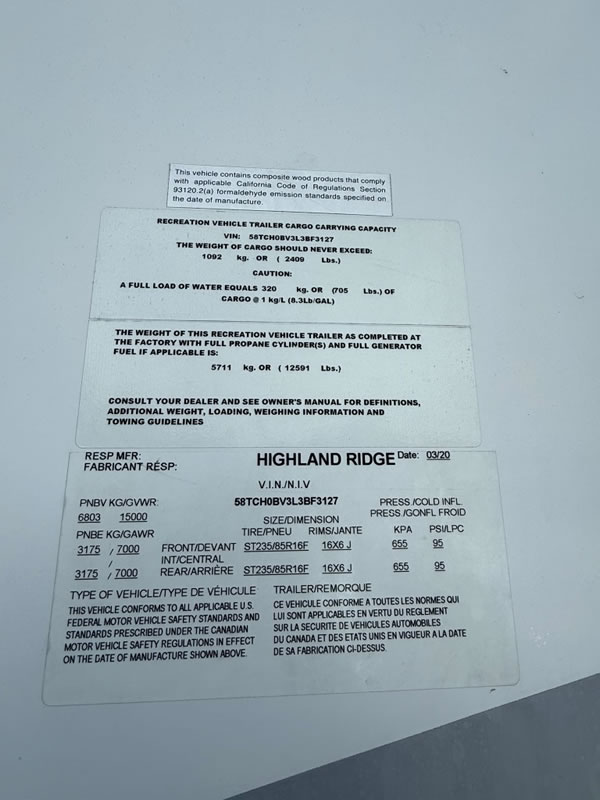 This vehicle contains composite wood products that comply
with applicable California Code of Regulations Section
93120.2(a) formaldehyde emission standards specified on
the date of manufacture.
RECREATION VEHICLE TRAILER CARGO CARRYING CAPACITY
VIN: 58TCH0BV3L3BF3127
THE WEIGHT OF CARGO SHOULD NEVER EXCEED:
1092 kg. OR ( 2409 Lbs.)
CAUTION:
A FULL LOAD OF WATER EQUALS 320 kg. OR (705 Lbs.) OF
CARGO @ 1 kg/L (8.3Lb/GAL)
THE WEIGHT OF THIS RECREATION VEHICLE TRAILER AS COMPLETED AT
THE FACTORY WITH FULL PROPANE CYLINDER(S) AND FULL GENERATOR
FUEL IF APPLICABLE IS:
5711 kg. OR ( 12591 Lbs.)
CONSULT YOUR DEALER AND SEE OWNER'S MANUAL FOR DEFINITIONS,
ADDITIONAL WEIGHT, LOADING, WEIGHING INFORMATION AND
TOWING GUIDELINES
RESP MFR: HIGHLAND RIDGE Date: 03/20
FABRICANT RÉSP:
V.I.N./N.I.V
PNBV KG/GVWR: 58TCH0BV3L3BF3127 PRESS /COLD INFL.
6803 15000 SIZE/DIMENSION PRESS /GONFL FROID
PNBE KG/GAWR TIRE/PNEU RIMS/JANTE KPA PSI/LPC
3175 / 7000 FRONT/DEVANT ST235/85R16F 16X6 J 655 95
/ INT/CENTRAL
3175 / 7000 REAR/ARRIÈRE ST235/85R16F 16X6 J 655 95
TYPE OF VEHICLE/TYPE DE VÉHICULE TRAILER/REMORQUE
THIS VEHICLE CONFORMS TO ALL APPLICABLE U.S.
FEDERAL MOTOR VEHICLE SAFETY STANDARDS AND
STANDARDS PRESCRIBED UNDER THE CANADIAN
MOTOR VEHICLE SAFETY REGULATIONS IN EFFECT
ON THE DATE OF MANUFACTURE SHOWN ABOVE.
CE VEHICULE CONFORME A TOUTES LES NORMES QUI
LUI SONT APPLICABLES EN VERTU DU REGLEMENT
SUR LA SECURITE DE VEHICULES AUTOMOBILES
DU CANADA ET DES ETATS UNIS EN VIGUEUR A LA DATE
DE SA FABRICATION CI-DESSUS.